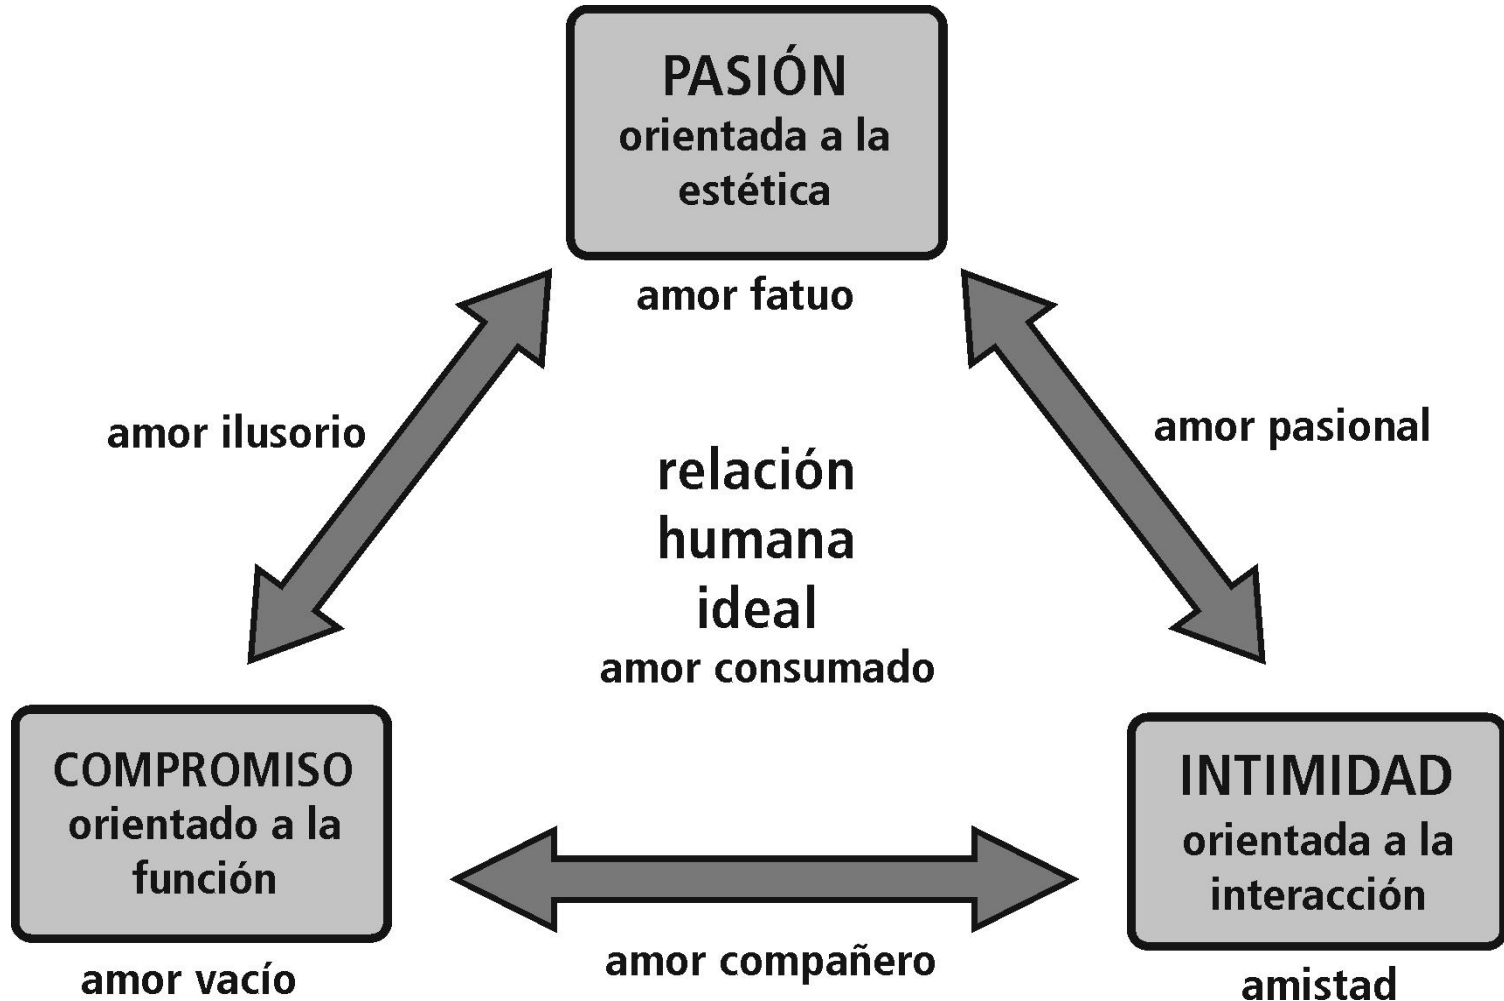 PASIÓN
orientada a la
estética
amor fatuo
amor ilusorio
amor pasional
relación
humana
ideal
amor consumado
COMPROMISO
orientado a la
función
amor vacío
amor compañero
INTIMIDAD
orientada a la
interacción
amistad